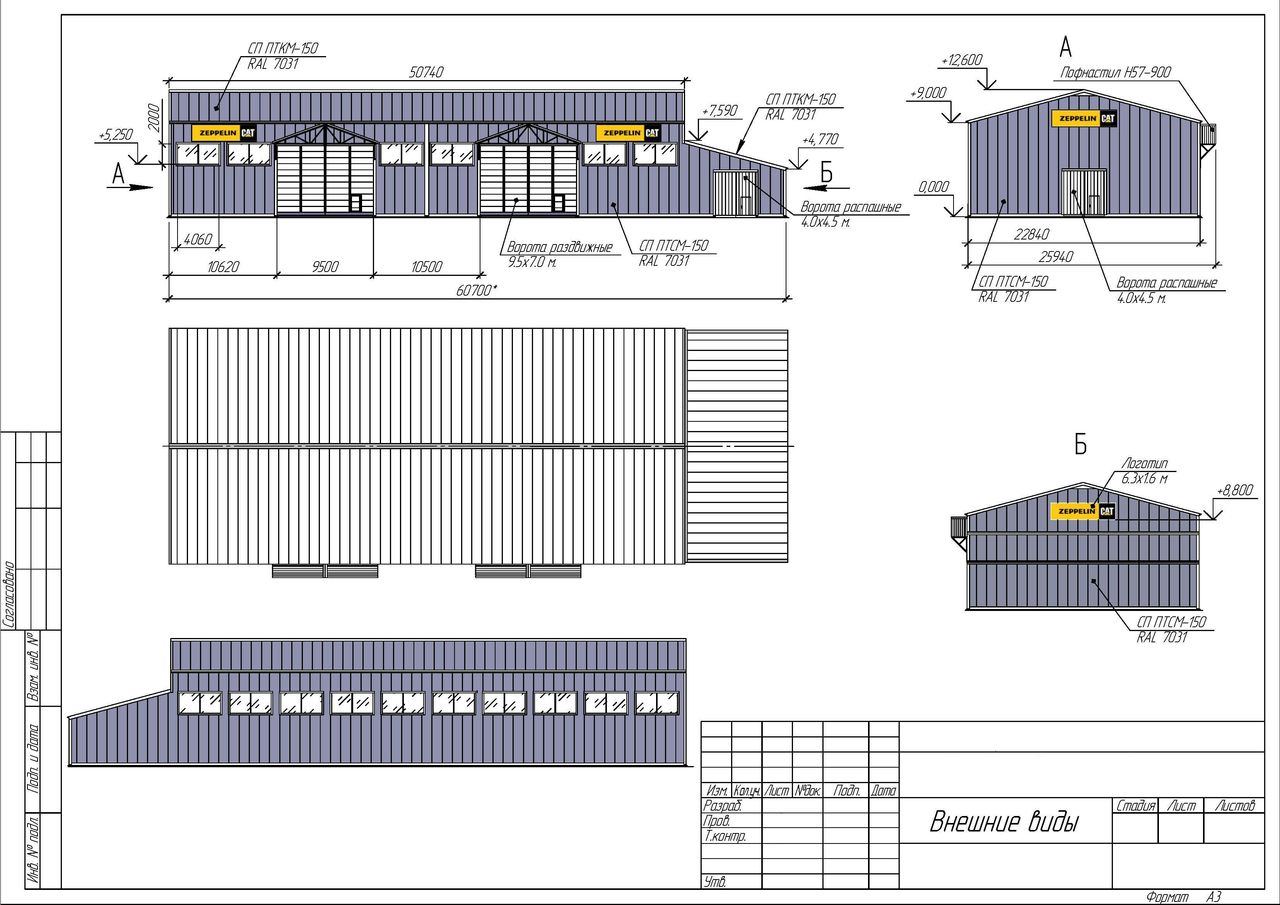 СП ПТКМ-150
RAL 7031
50740
2000
+5,250
ZEPPELIN CAT
ZEPPELIN CAT
+7,590
СП ПТКМ-150
RAL 7031
+4,770
А
Б
Ворота распашные
4.0х4.5 м.
Ворота раздвижные
9.5х7.0 м.
СП ПТСМ-150
RAL 7031
4060
10620
9500
10500
60700*
А
+12,600
Пофнастил Н57-900
+9,000
ZEPPELIN CAT
0,000
22840
25940
СП ПТСМ-150
RAL 7031
Ворота распашные
4.0х4.5 м.
Б
Логотип
6.3х1.6 м
+8,800
ZEPPELIN CAT
СП ПТСМ-150
RAL 7031
Согласовано
Взам. инв. №
Подп. и дата
Инв. № подл.
Изм. Кол.уч. Лист №док. Подп. Дата
Разраб.
Пров.
Т.контр.
Утв.
Внешние виды
Стадия Лист Листов
Формат А3